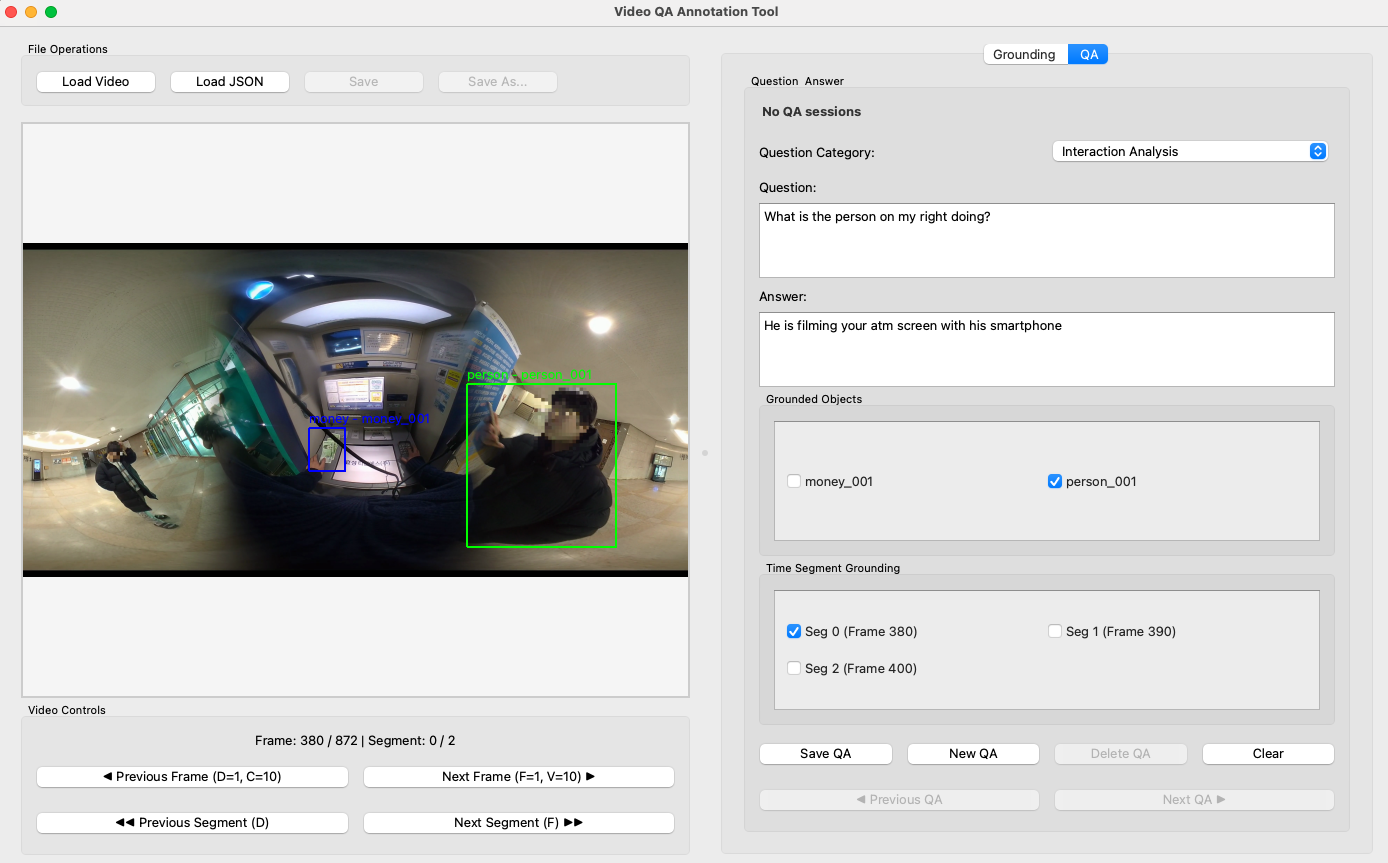 Video QA Annotation Tool
File Operations
Load Video
Load JSON
Save
Save As...
person - person_001
money - money_001
Video Controls
Frame: 380 / 872 | Segment: 0 / 2
◀ Previous Frame (D=1, C=10)
Next Frame (F=1, V=10) ▶
◀◀ Previous Segment (D)
Next Segment (F) ▶▶
Grounding
QA
Question Answer
No QA sessions
Question Category:
Interaction Analysis
Question:
What is the person on my right doing?
Answer:
He is filming your atm screen with his smartphone
Grounded Objects
money_001
person_001
Time Segment Grounding
Seg 0 (Frame 380)
Seg 1 (Frame 390)
Seg 2 (Frame 400)
Save QA
New QA
Delete QA
Clear
◀ Previous QA
Next QA ▶